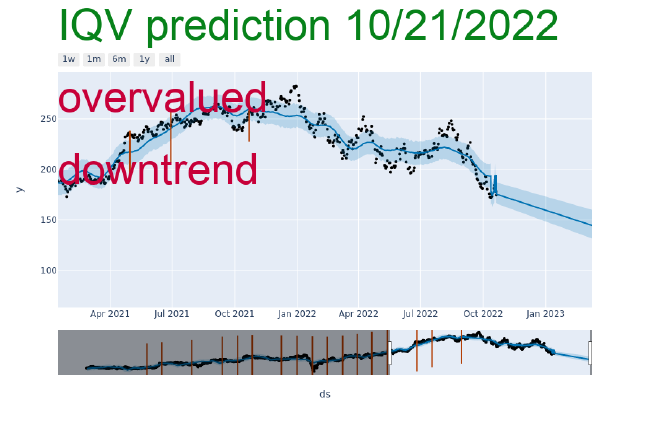 IQV prediction 10/21/2022
1w 1m 6m 1y all
overvalued
downtrend
250
200
150
100
y
Apr 2021 Jul 2021 Oct 2021 Jan 2022 Apr 2022 Jul 2022 Oct 2022 Jan 2023
ds